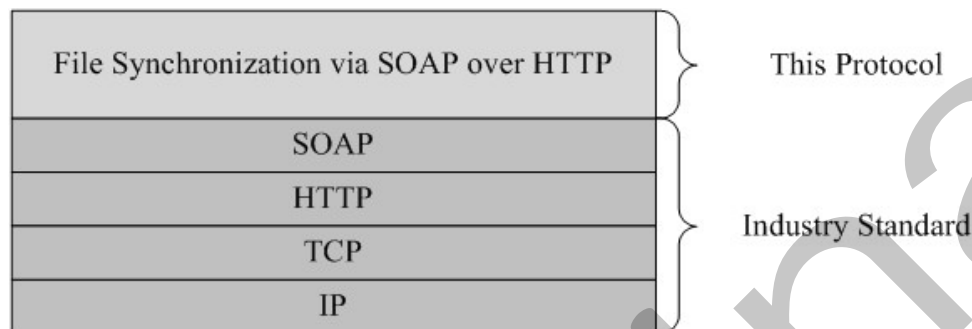 File Synchronization via SOAP over HTTP
This Protocol
SOAP
HTTP
TCP
IP
Industry Standard